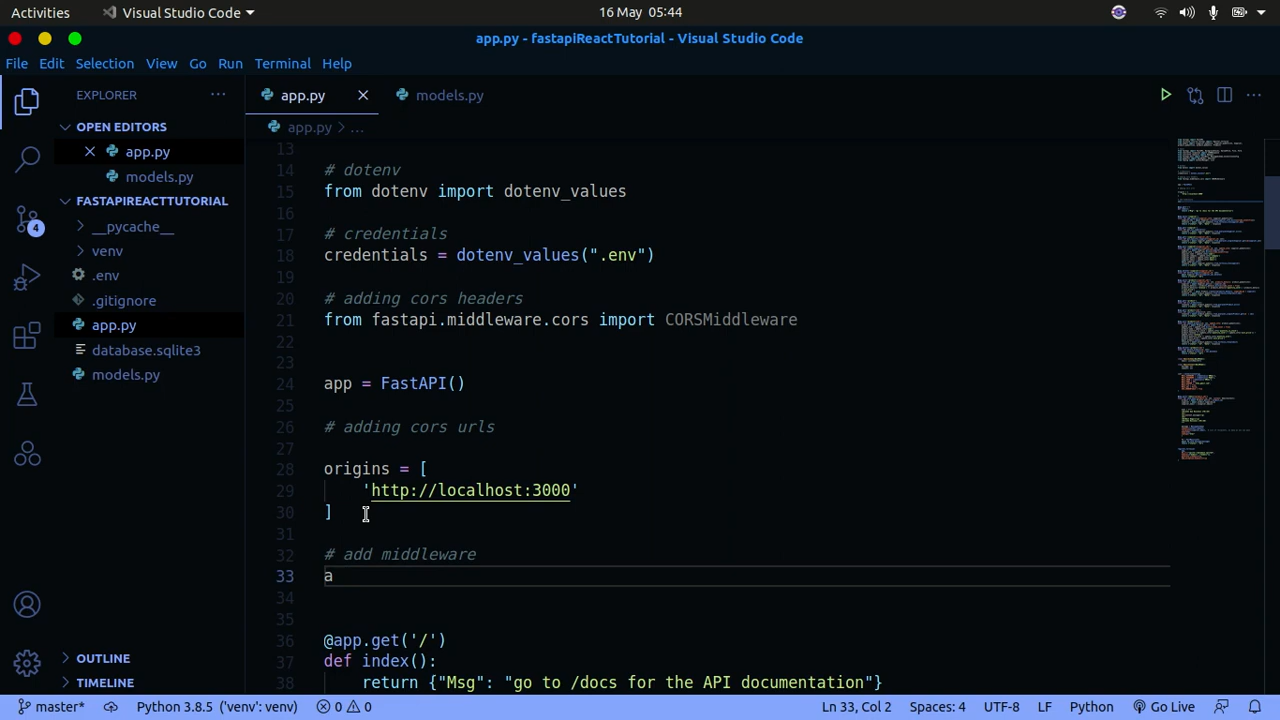 Activities
Visual Studio Code
16 May 05:44
app.py - fastapiReactTutorial - Visual Studio Code
File Edit Selection View Go Run Terminal Help
EXPLORER
OPEN EDITORS
app.py
models.py
FASTAPIREACTTUTORIAL
__pycache__
venv
.env
.gitignore
app.py
database.sqlite3
models.py
OUTLINE
TIMELINE
4
app.py
models.py
app.py > ...
13
14 # dotenv
15 from dotenv import dotenv_values
16
17 # credentials
18 credentials = dotenv_values(".env")
19
20 # adding cors headers
21 from fastapi.middleware.cors import CORSMiddleware
22
23
24 app = FastAPI()
25
26 # adding cors urls
27
28 origins = [
29 'http://localhost:3000'
30 ]
31
32 # add middleware
33 a
34
35
36 @app.get('/')
37 def index():
38 return {"Msg": "go to /docs for the API documentation"}
master*
Python 3.8.5 ('venv': venv)
0
0
Ln 33, Col 2
Spaces: 4
UTF-8
LF
Python
Go Live